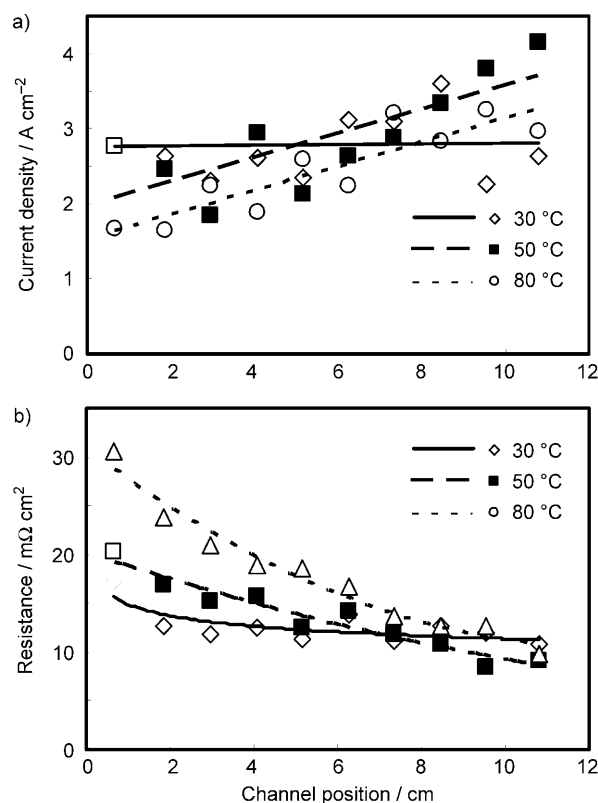 a)
Current density / A cm–2
4
3
2
1
0
30 °C
50 °C
80 °C
0 2 4 6 8 10 12
b)
Resistance / mΩ cm2
30
20
10
0
30 °C
50 °C
80 °C
0 2 4 6 8 10 12
Channel position / cm